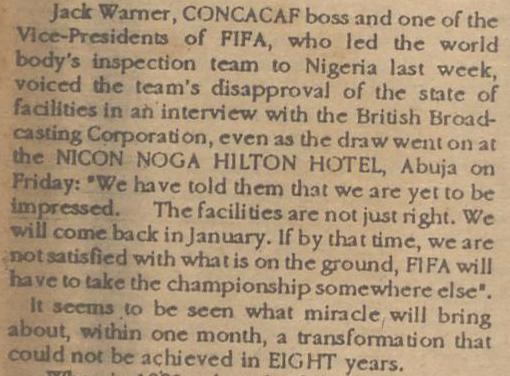 Jack Warner, CONCACAF boss and one of the
Vice-Presidents of FIFA, who led the world
body's inspection team to Nigeria last week,
voiced the team's disapproval of the state of
facilities in an interview with the British Broad-
casting Corporation, even as the draw went on at
the NICON NOGA HILTON HOTEL, Abuja on
Friday: "We have told them that we are yet to be
impressed. The facilities are not just right. We
will come back in January. If by that time, we are
not satisfied with what is on the ground, FIFA will
have to take the championship somewhere else".
It seems to be seen what miracle will bring
about, within one month, a transformation that
could not be achieved in EIGHT years.